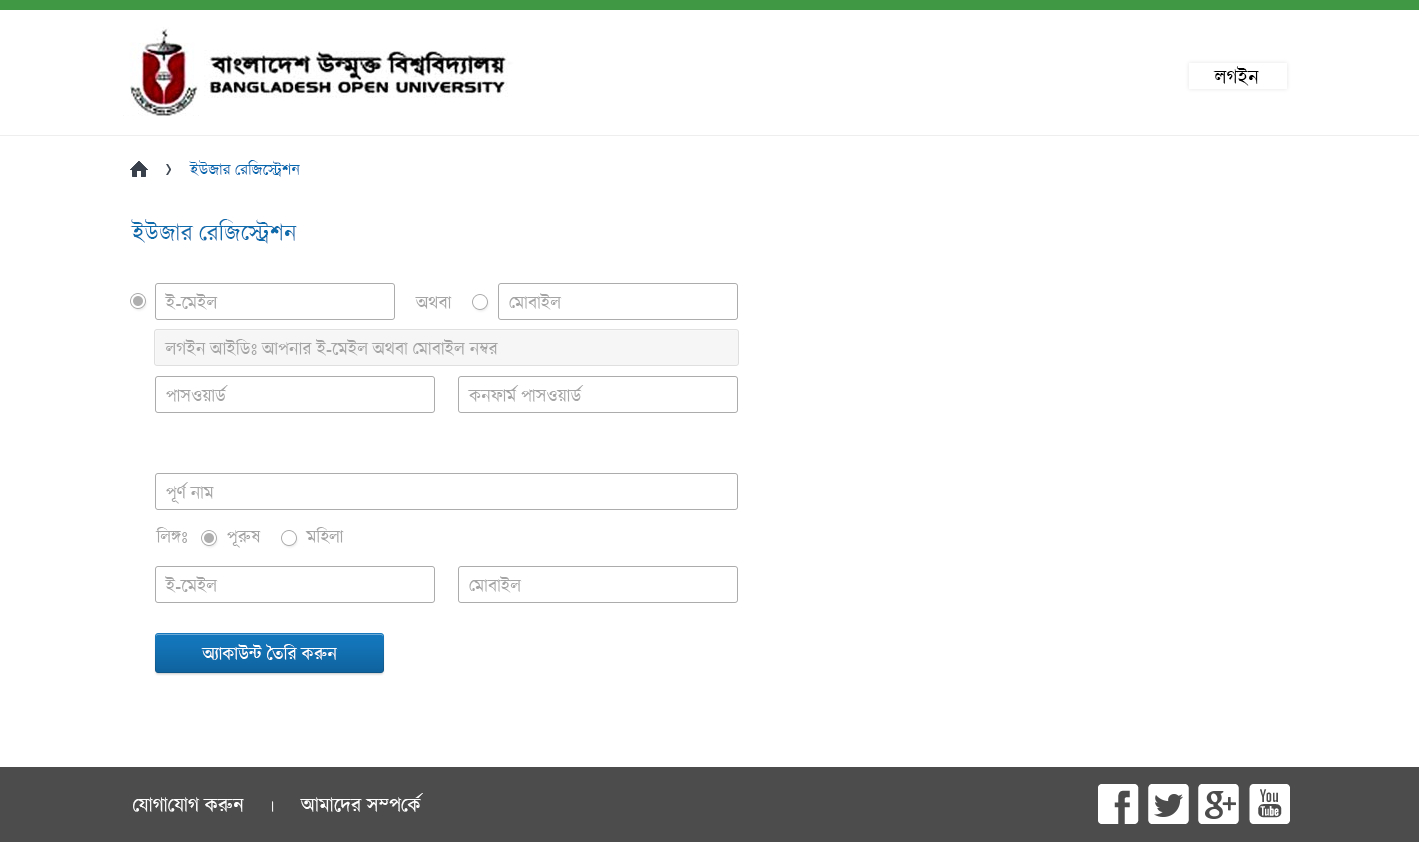 বাংলাদেশ উন্মুক্ত বিশ্ববিদ্যালয়
BANGLADESH OPEN UNIVERSITY
লগইন
ইউজার রেজিস্ট্রেশন
ইউজার রেজিস্ট্রেশন
ই-মেইল অথবা মোবাইল
লগইন আইডিঃ আপনার ই-মেইল অথবা মোবাইল নম্বর
পাসওয়ার্ড কনফার্ম পাসওয়ার্ড
পূর্ণ নাম
লিঙ্গঃ পূরুষ মহিলা
ই-মেইল মোবাইল
অ্যাকাউন্ট তৈরি করুন
যোগাযোগ করুন | আমাদের সম্পর্কে
You
Tube